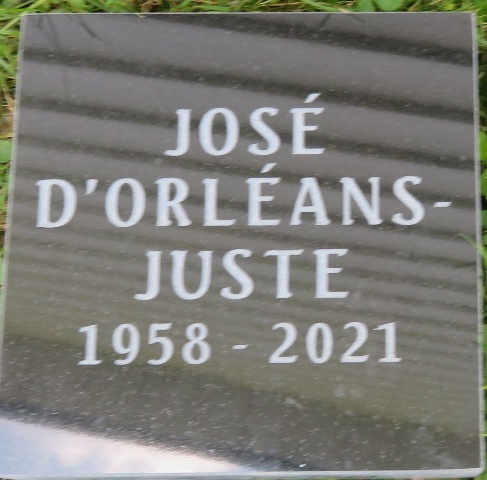 JOSÉ
D'ORLÉANS-
JUSTE
1958 - 2021